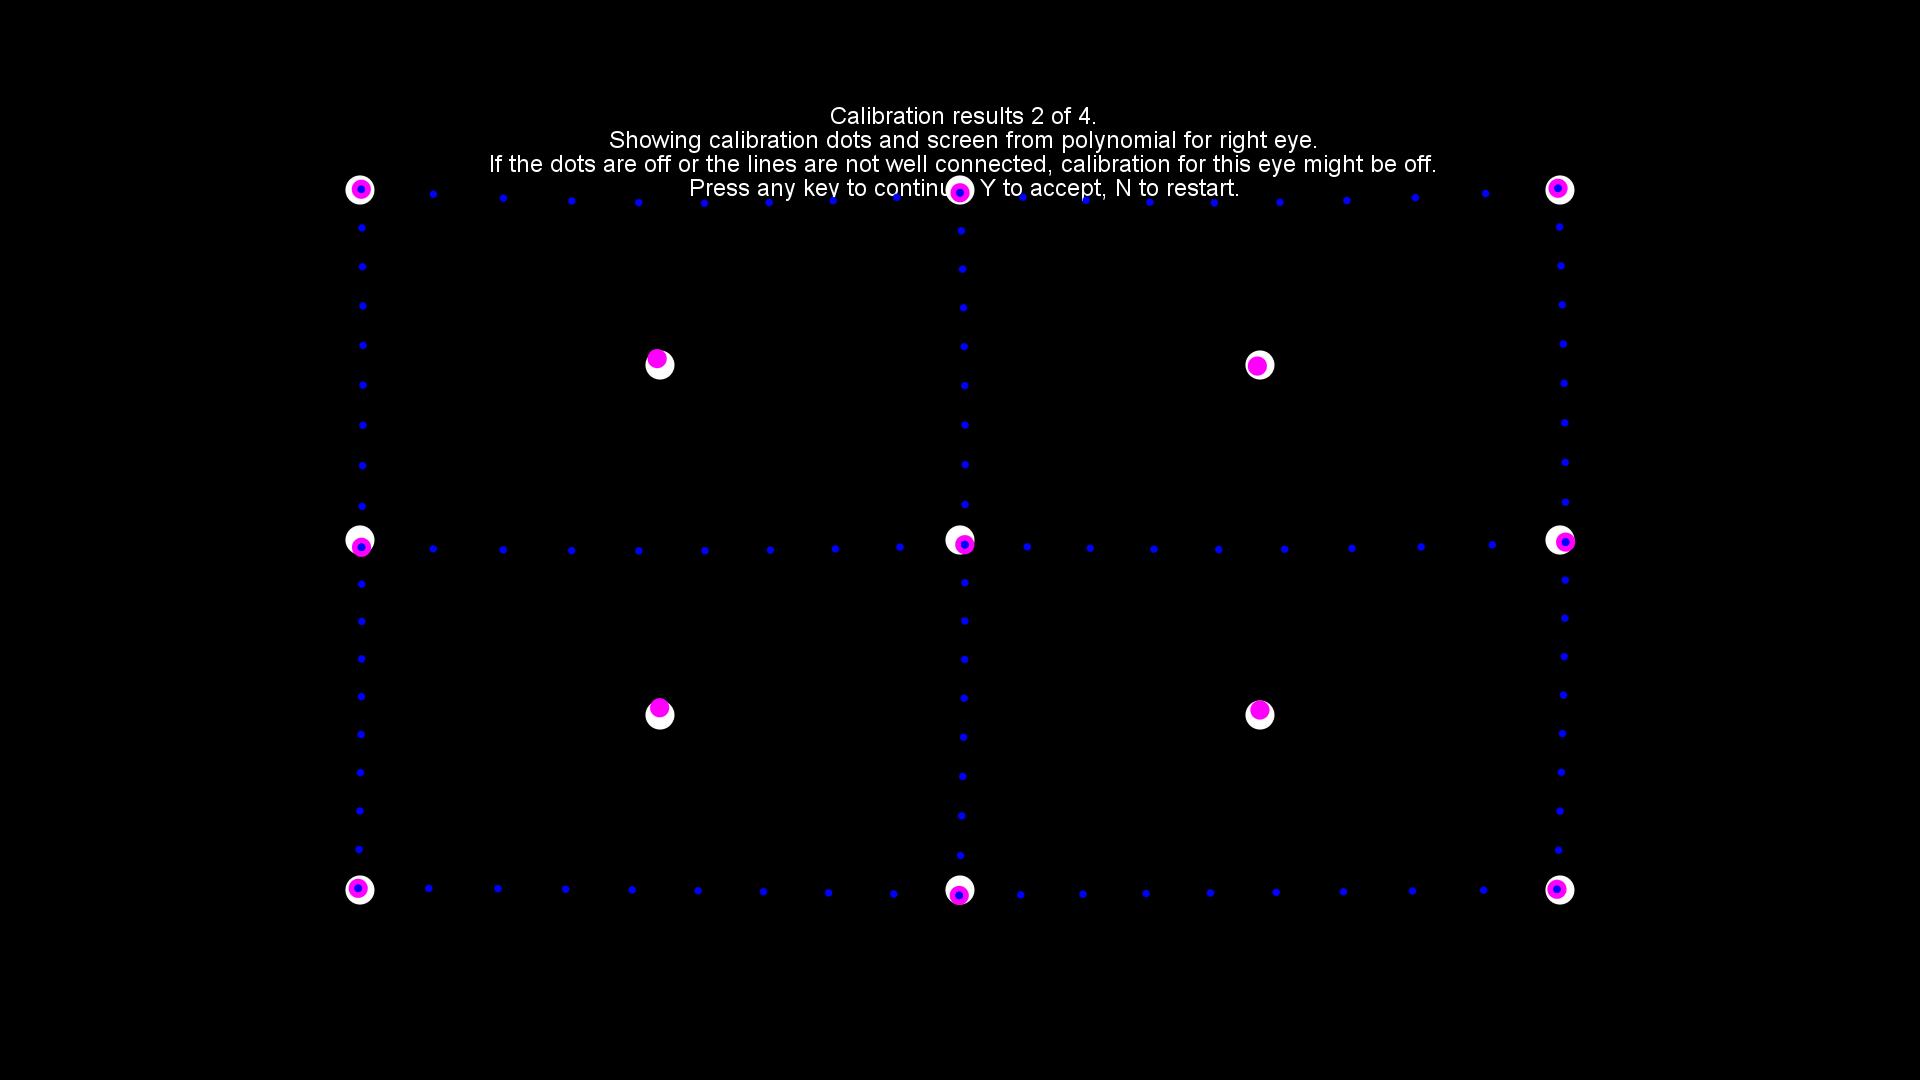 Calibration results 2 of 4.
Showing calibration dots and screen from polynomial for right eye.
If the dots are off or the lines are not well connected, calibration for this eye might be off.
Press any key to continu Y to accept, N to restart.